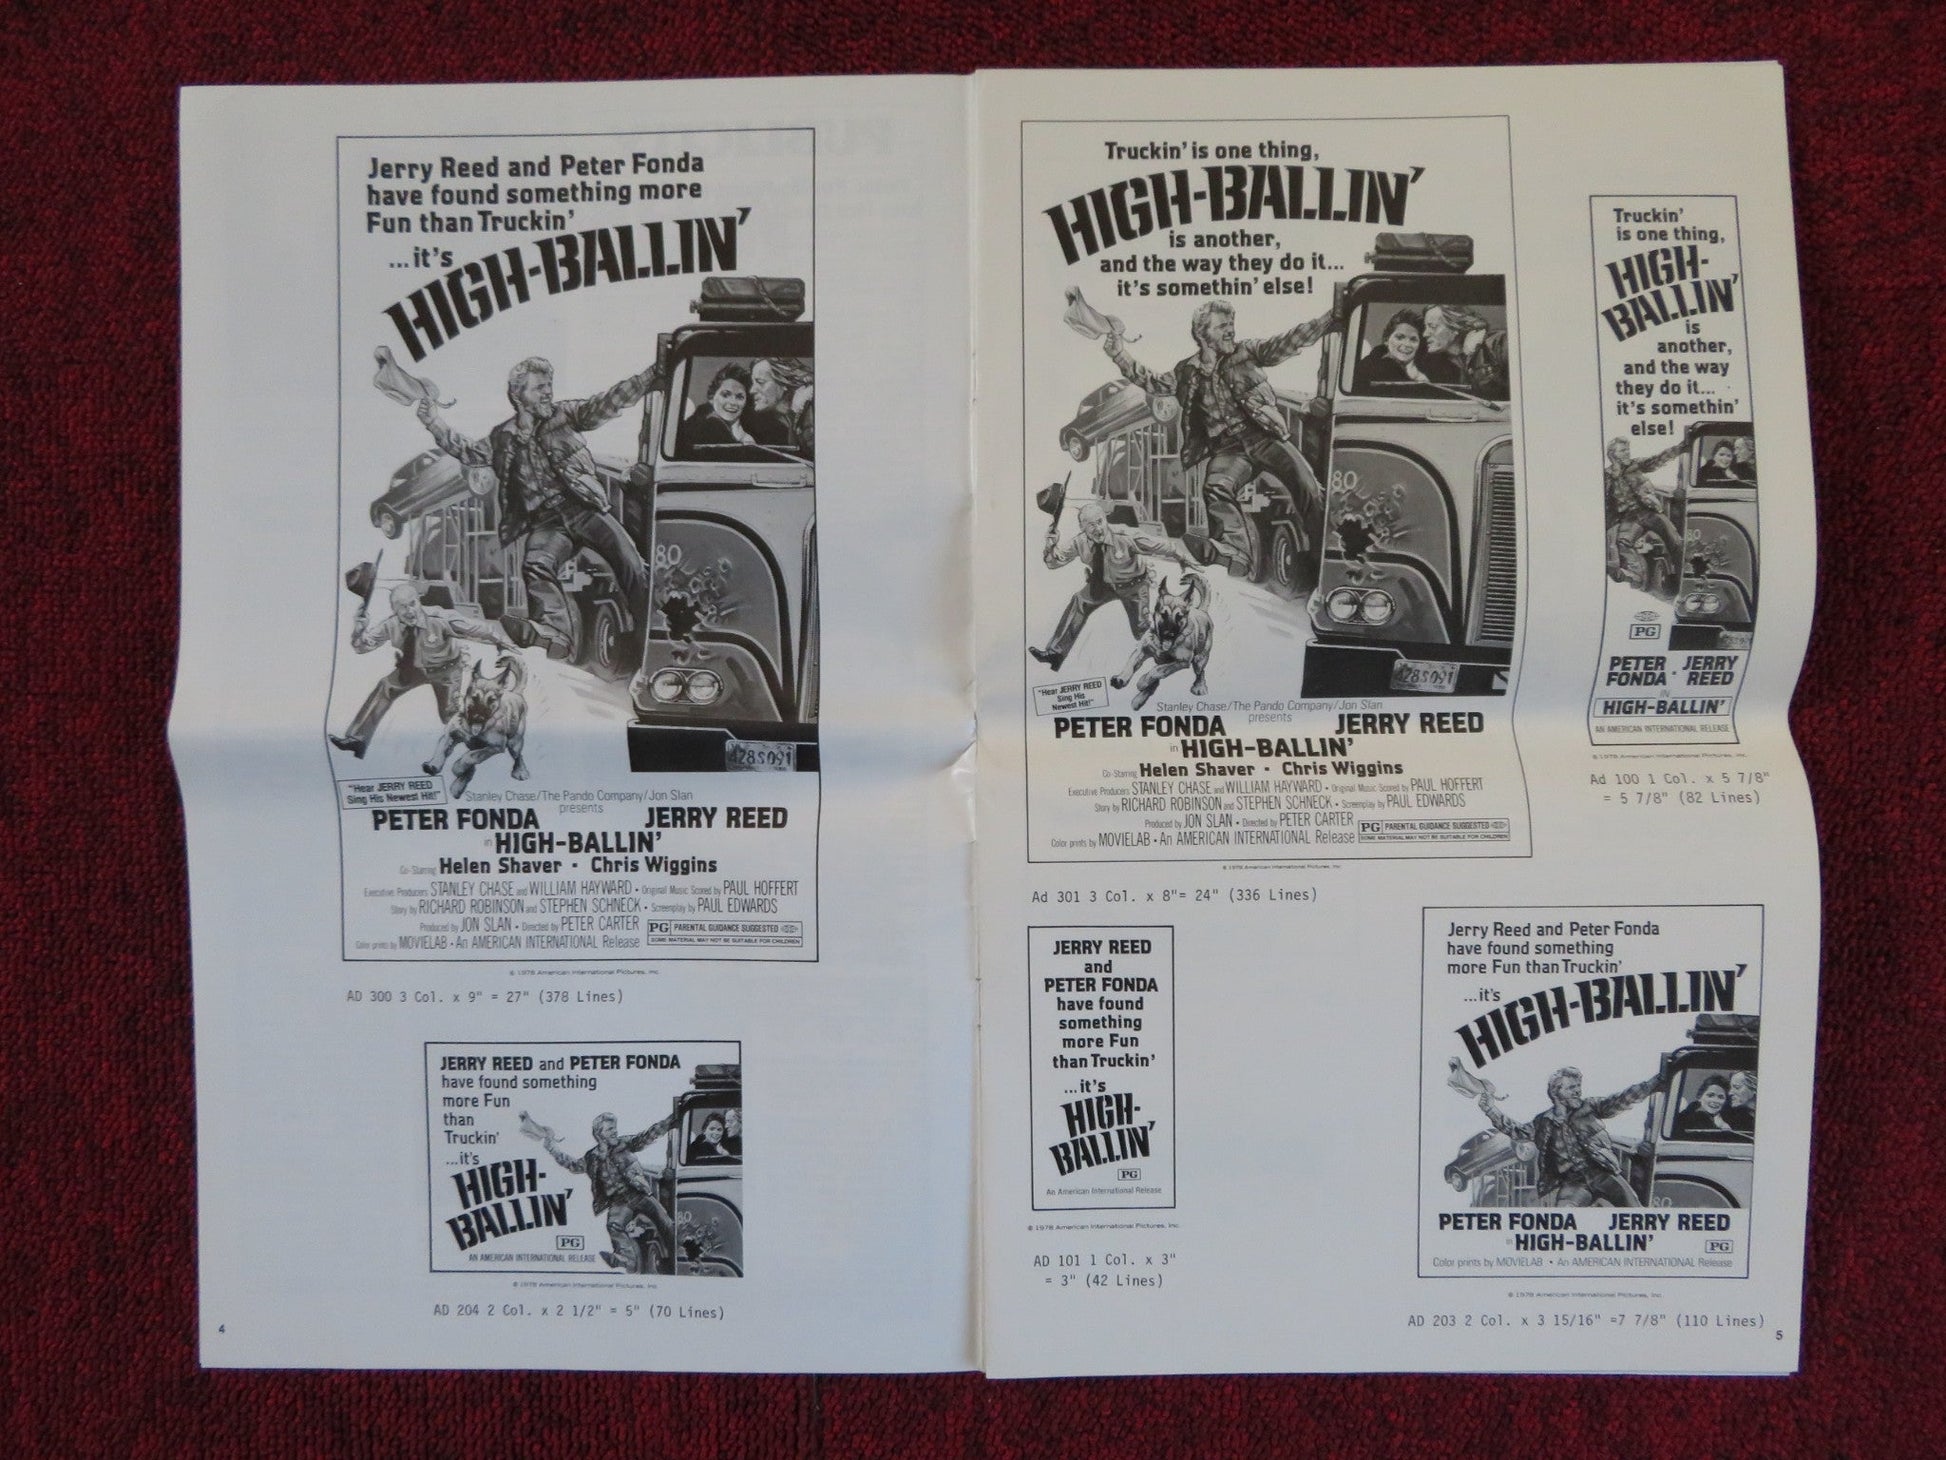 Jerry Reed and Peter Fonda
have found something more
Fun than Truckin'
...it's
HIGH-BALLIN'
80
428S091
"Hear JERRY REED
Sing His Newest Hit!"
Stanley Chase/The Pando Company/Jon Slan
presents
PETER FONDA JERRY REED
in HIGH-BALLIN'
Co-Starring Helen Shaver · Chris Wiggins
Executive Producers STANLEY CHASE and WILLIAM HAYWARD · Original Music Scored by PAUL HOFFERT
Story by RICHARD ROBINSON and STEPHEN SCHNECK · Screenplay by PAUL EDWARDS
Produced by JON SLAN · Directed by PETER CARTER
Color prints by MOVIELAB · An AMERICAN INTERNATIONAL Release
PG PARENTAL GUIDANCE SUGGESTED
SOME MATERIAL MAY NOT BE SUITABLE FOR CHILDREN
© 1978 American International Pictures, Inc.
AD 300 3 Col. x 9" = 27" (378 Lines)
JERRY REED and PETER FONDA
have found something
more Fun
than
Truckin'
...it's
HIGH-
BALLIN'
80
PG
AN AMERICAN INTERNATIONAL RELEASE
© 1978 American International Pictures, Inc.
AD 204 2 Col. x 2 1/2" = 5" (70 Lines)
4
Truckin' is one thing,
HIGH-BALLIN'
is another,
and the way they do it...
it's somethin' else!
80
428S091
"Hear JERRY REED
Sing His
Newest Hit!"
Stanley Chase/The Pando Company/Jon Slan
presents
PETER FONDA JERRY REED
in HIGH-BALLIN'
Co-Starring Helen Shaver · Chris Wiggins
Executive Producers STANLEY CHASE and WILLIAM HAYWARD · Original Music Scored by PAUL HOFFERT
Story by RICHARD ROBINSON and STEPHEN SCHNECK · Screenplay by PAUL EDWARDS
Produced by JON SLAN · Directed by PETER CARTER
Color prints by MOVIELAB · An AMERICAN INTERNATIONAL Release
PG PARENTAL GUIDANCE SUGGESTED
SOME MATERIAL MAY NOT BE SUITABLE FOR CHILDREN
© 1978 American International Pictures, Inc.
Ad 301 3 Col. x 8"= 24" (336 Lines)
Truckin'
is one thing,
HIGH-
BALLIN'
is
another,
and the way
they do it...
it's somethin'
else!
80
PG
PETER JERRY
FONDA · REED
IN
HIGH-BALLIN'
AN AMERICAN INTERNATIONAL RELEASE
© 1978 American International Pictures, Inc.
Ad 100 1 Col. x 5 7/8"
= 5 7/8" (82 Lines)
JERRY REED
and
PETER FONDA
have found
something
more Fun
than Truckin'
...it's
HIGH-
BALLIN'
PG
An American International Release
© 1978 American International Pictures, Inc.
AD 101 1 Col. x 3"
= 3" (42 Lines)
Jerry Reed and Peter Fonda
have found something
more Fun than Truckin'
...it's
HIGH-BALLIN'
80
PETER FONDA JERRY REED
in HIGH-BALLIN'
PG
Color prints by MOVIELAB · An AMERICAN INTERNATIONAL Release
© 1978 American International Pictures, Inc.
AD 203 2 Col. x 3 15/16" =7 7/8" (110 Lines)
5